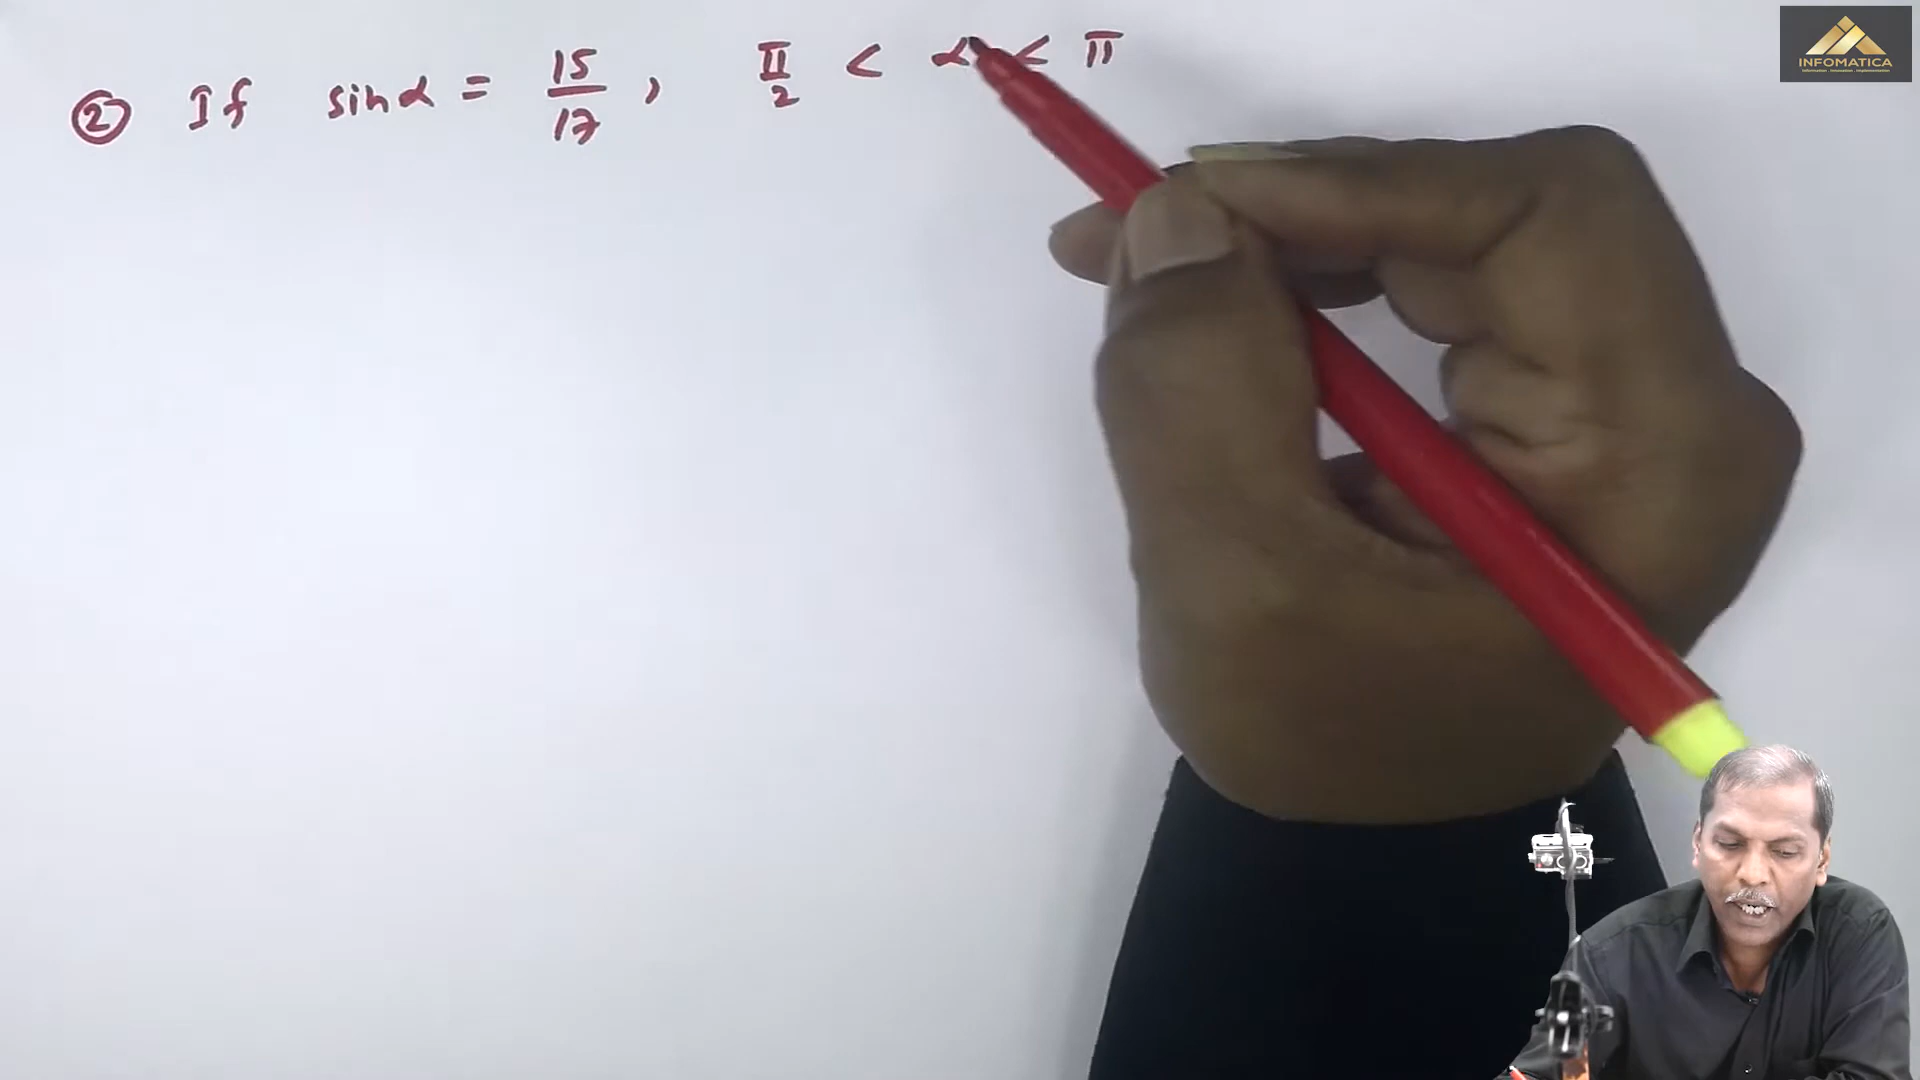 ② If sinα = 15/17, π/2 < α < π
INFOMATICA